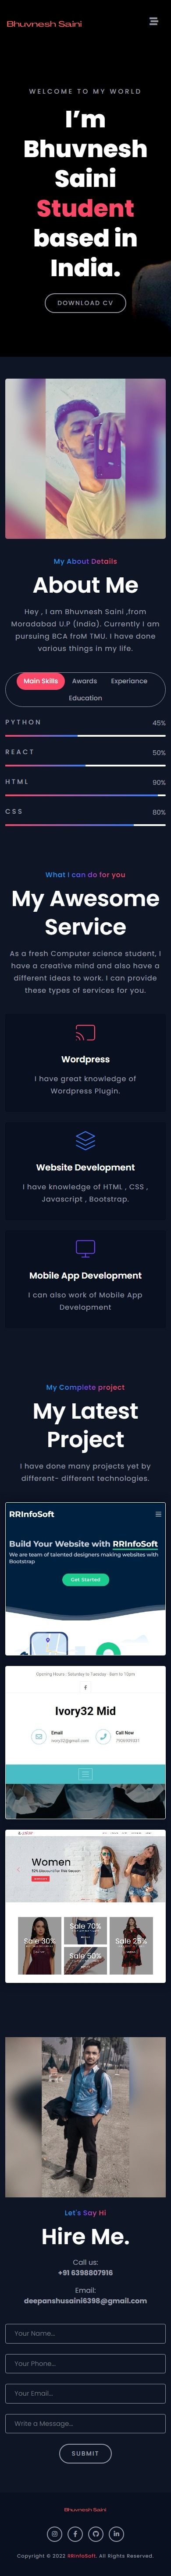 Bhuvnesh Saini
WELCOME TO MY WORLD
I’m
Bhuvnesh
Saini
Student
based in
India.
DOWNLOAD CV
My About Details
About Me
Hey , I am Bhuvnesh Saini ,from
Moradabad U.P (India). Currently I am
pursuing BCA froM TMU. I have done
various things in my life.
Main Skills
Awards
Experiance
Education
PYTHON
45%
REACT
50%
HTML
90%
CSS
80%
What I can do for you
My Awesome
Service
As a fresh Computer science student, I
have a creative mind and also have a
different ideas to work. I can provide
these types of services for you.
Wordpress
I have great knowledge of
Wordpress Plugin.
Website Development
I have knowledge of HTML , CSS ,
Javascript , Bootstrap.
Mobile App Development
I can also work of Mobile App
Development
My Complete project
My Latest
Project
I have done many projects yet by
different- different technologies.
RRInfoSoft
Build Your Website with RRInfoSoft
We are team of talented designers making websites with
Bootstrap
Get Started
Opening Hours : Saturday to Tuesday - 8am to 10pm
Ivory32 Mid
Email
Call Now
Women
Sale 30%
Sale 70%
Sale 25%
Sale 50%
Let's Say Hi
Hire Me.
Call us:
+91 6398807916
Email:
deepanshusaini6398@gmail.com
Your Name...
Your Phone...
Your Email...
Write a Message...
SUBMIT
Bhuvnesh Saini
Copyright © 2022 RRInfoSoft. All Rights Reserved.